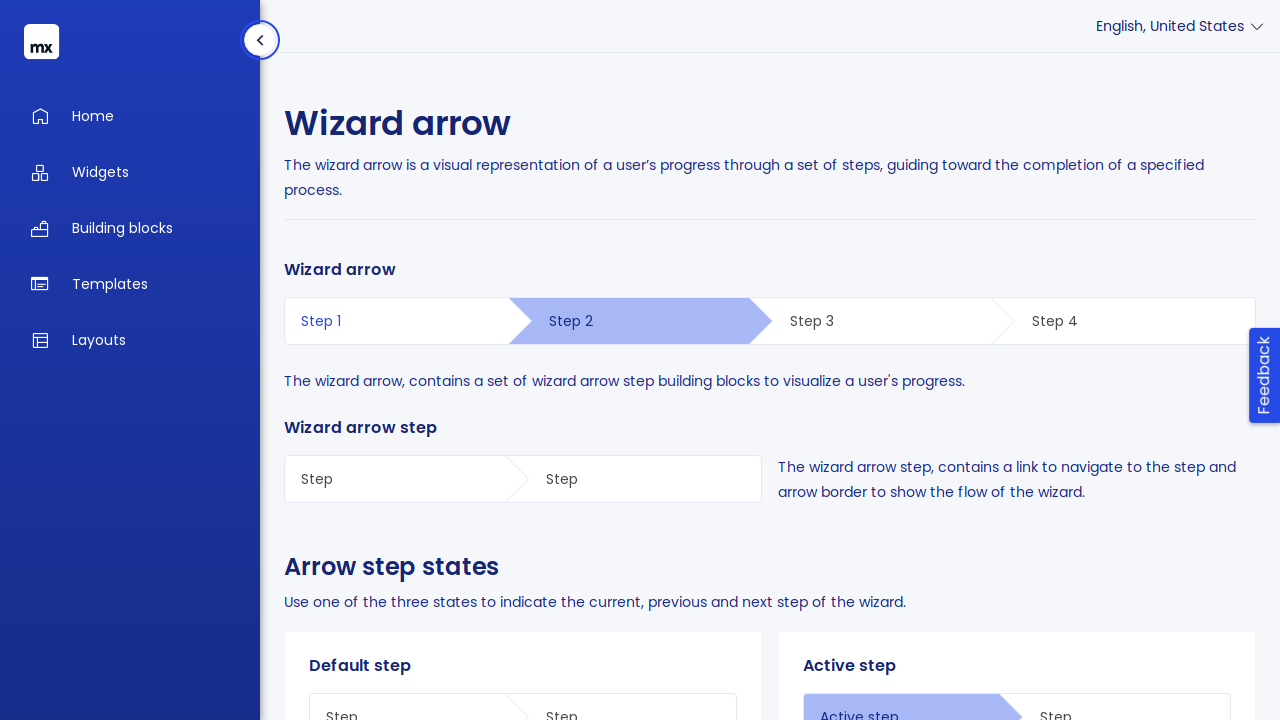 mx
English, United States
Home
Widgets
Building blocks
Templates
Layouts
Wizard arrow
The wizard arrow is a visual representation of a user’s progress through a set of steps, guiding toward the completion of a specified
process.
Wizard arrow
Step 1 Step 2 Step 3 Step 4
The wizard arrow, contains a set of wizard arrow step building blocks to visualize a user's progress.
Feedback
Wizard arrow step
Step Step
The wizard arrow step, contains a link to navigate to the step and
arrow border to show the flow of the wizard.
Arrow step states
Use one of the three states to indicate the current, previous and next step of the wizard.
Default step
Step Step
Active step
Active step Step